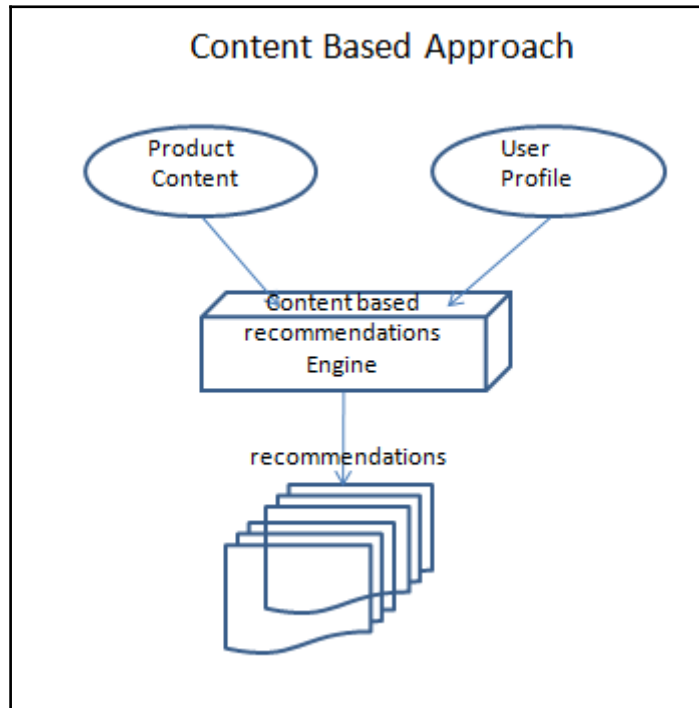 Content Based Approach
Product
Content
User
Profile
Content based
recommendations
Engine
recommendations